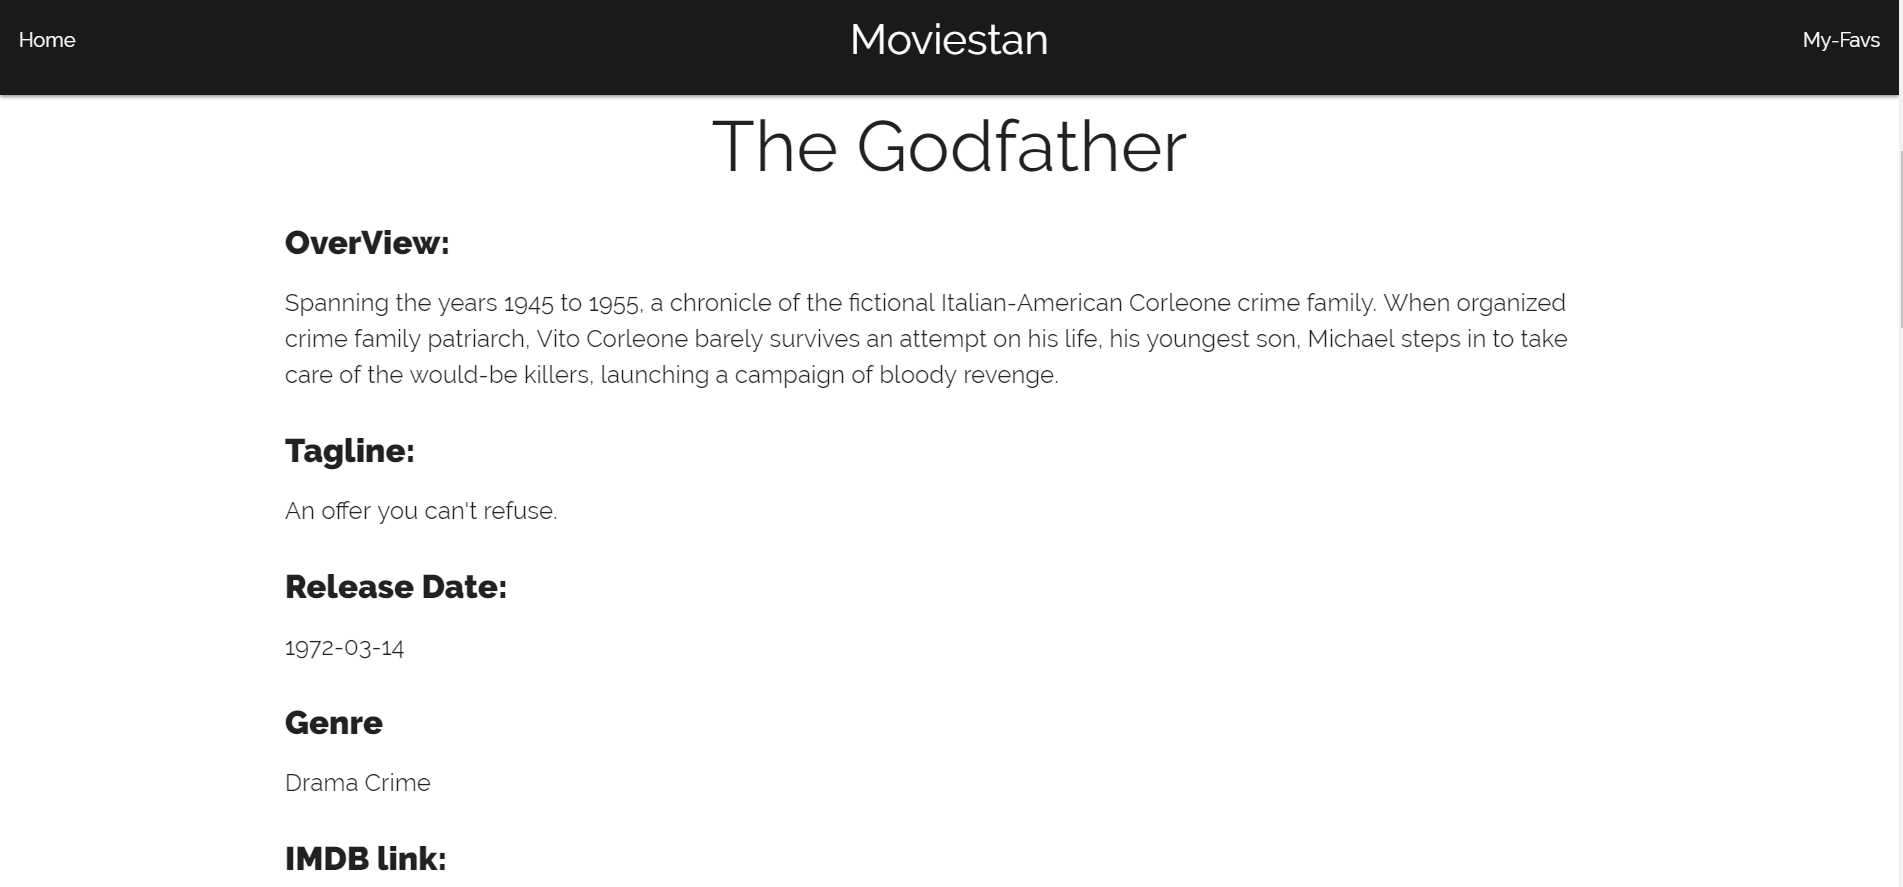 Home
Moviestan
My-Favs
The Godfather
OverView:
Spanning the years 1945 to 1955, a chronicle of the fictional Italian-American Corleone crime family. When organized
crime family patriarch, Vito Corleone barely survives an attempt on his life, his youngest son, Michael steps in to take
care of the would-be killers, launching a campaign of bloody revenge.
Tagline:
An offer you can't refuse.
Release Date:
1972-03-14
Genre
Drama Crime
IMDB link: